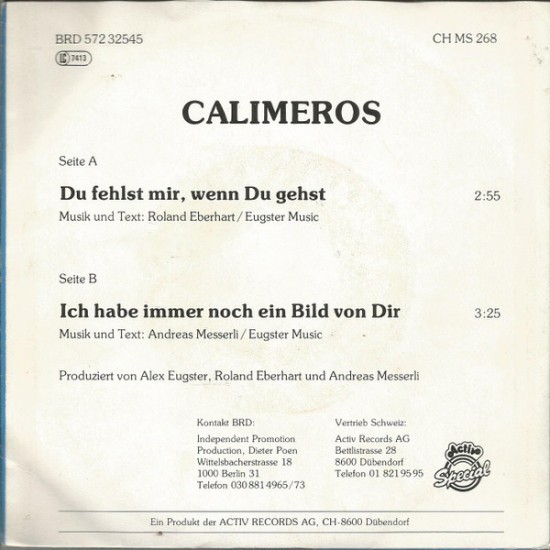 BRD 572 32545
CH MS 268
LC 7413
CALIMEROS
Seite A
Du fehlst mir, wenn Du gehst 2:55
Musik und Text: Roland Eberhart/Eugster Music
Seite B
Ich habe immer noch ein Bild von Dir 3:25
Musik und Text: Andreas Messerli/Eugster Music
Produziert von Alex Eugster, Roland Eberhart und Andreas Messerli
Kontakt BRD:
Independent Promotion
Production, Dieter Poen
Wittelsbacherstrasse 18
1000 Berlin 31
Telefon 030 881 4965/73
Vertrieb Schweiz:
Activ Records AG
Bettlistrasse 28
8600 Dübendorf
Telefon 01 821 95 95
Activ
Special
Ein Produkt der ACTIV RECORDS AG, CH-8600 Dübendorf